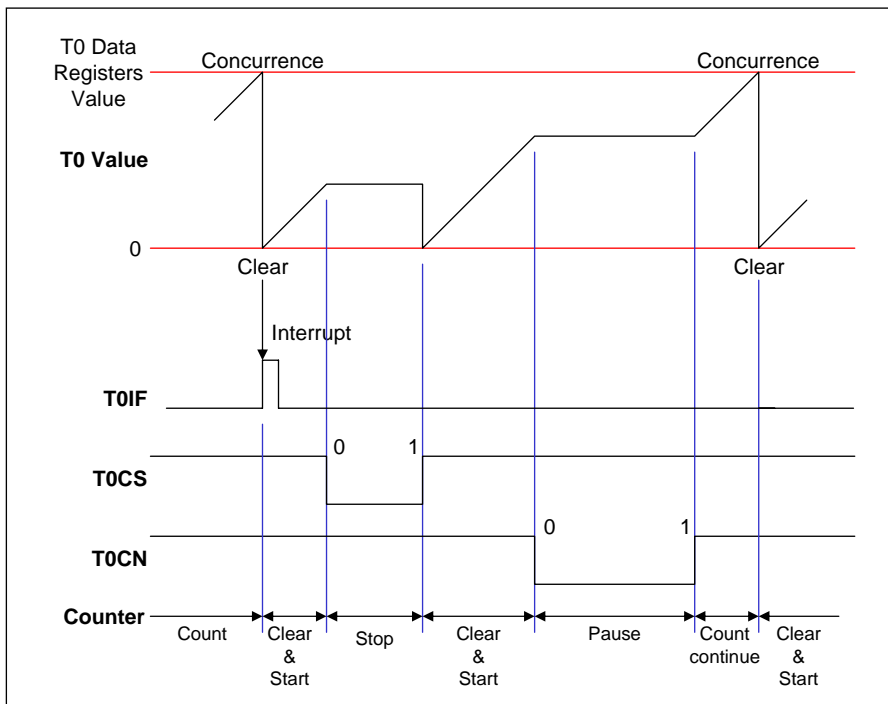 T0 Data
Registers
Value
Concurrence
Concurrence
T0 Value
0
Clear
Clear
Interrupt
T0IF
0
1
T0CS
0
1
T0CN
Counter
Count
Clear
&
Start
Stop
Clear
&
Start
Pause
Count
continue
Clear
&
Start